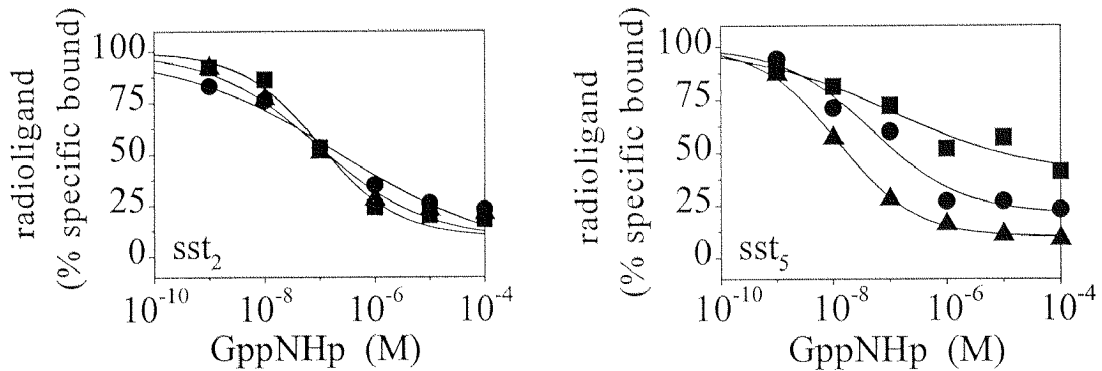 radioligand
(% specific bound)
100
75
50
25
0
sst₂
10⁻¹⁰ 10⁻⁸ 10⁻⁶ 10⁻⁴
GppNHp (M)
radioligand
(% specific bound)
100
75
50
25
0
sst₅
10⁻¹⁰ 10⁻⁸ 10⁻⁶ 10⁻⁴
GppNHp (M)